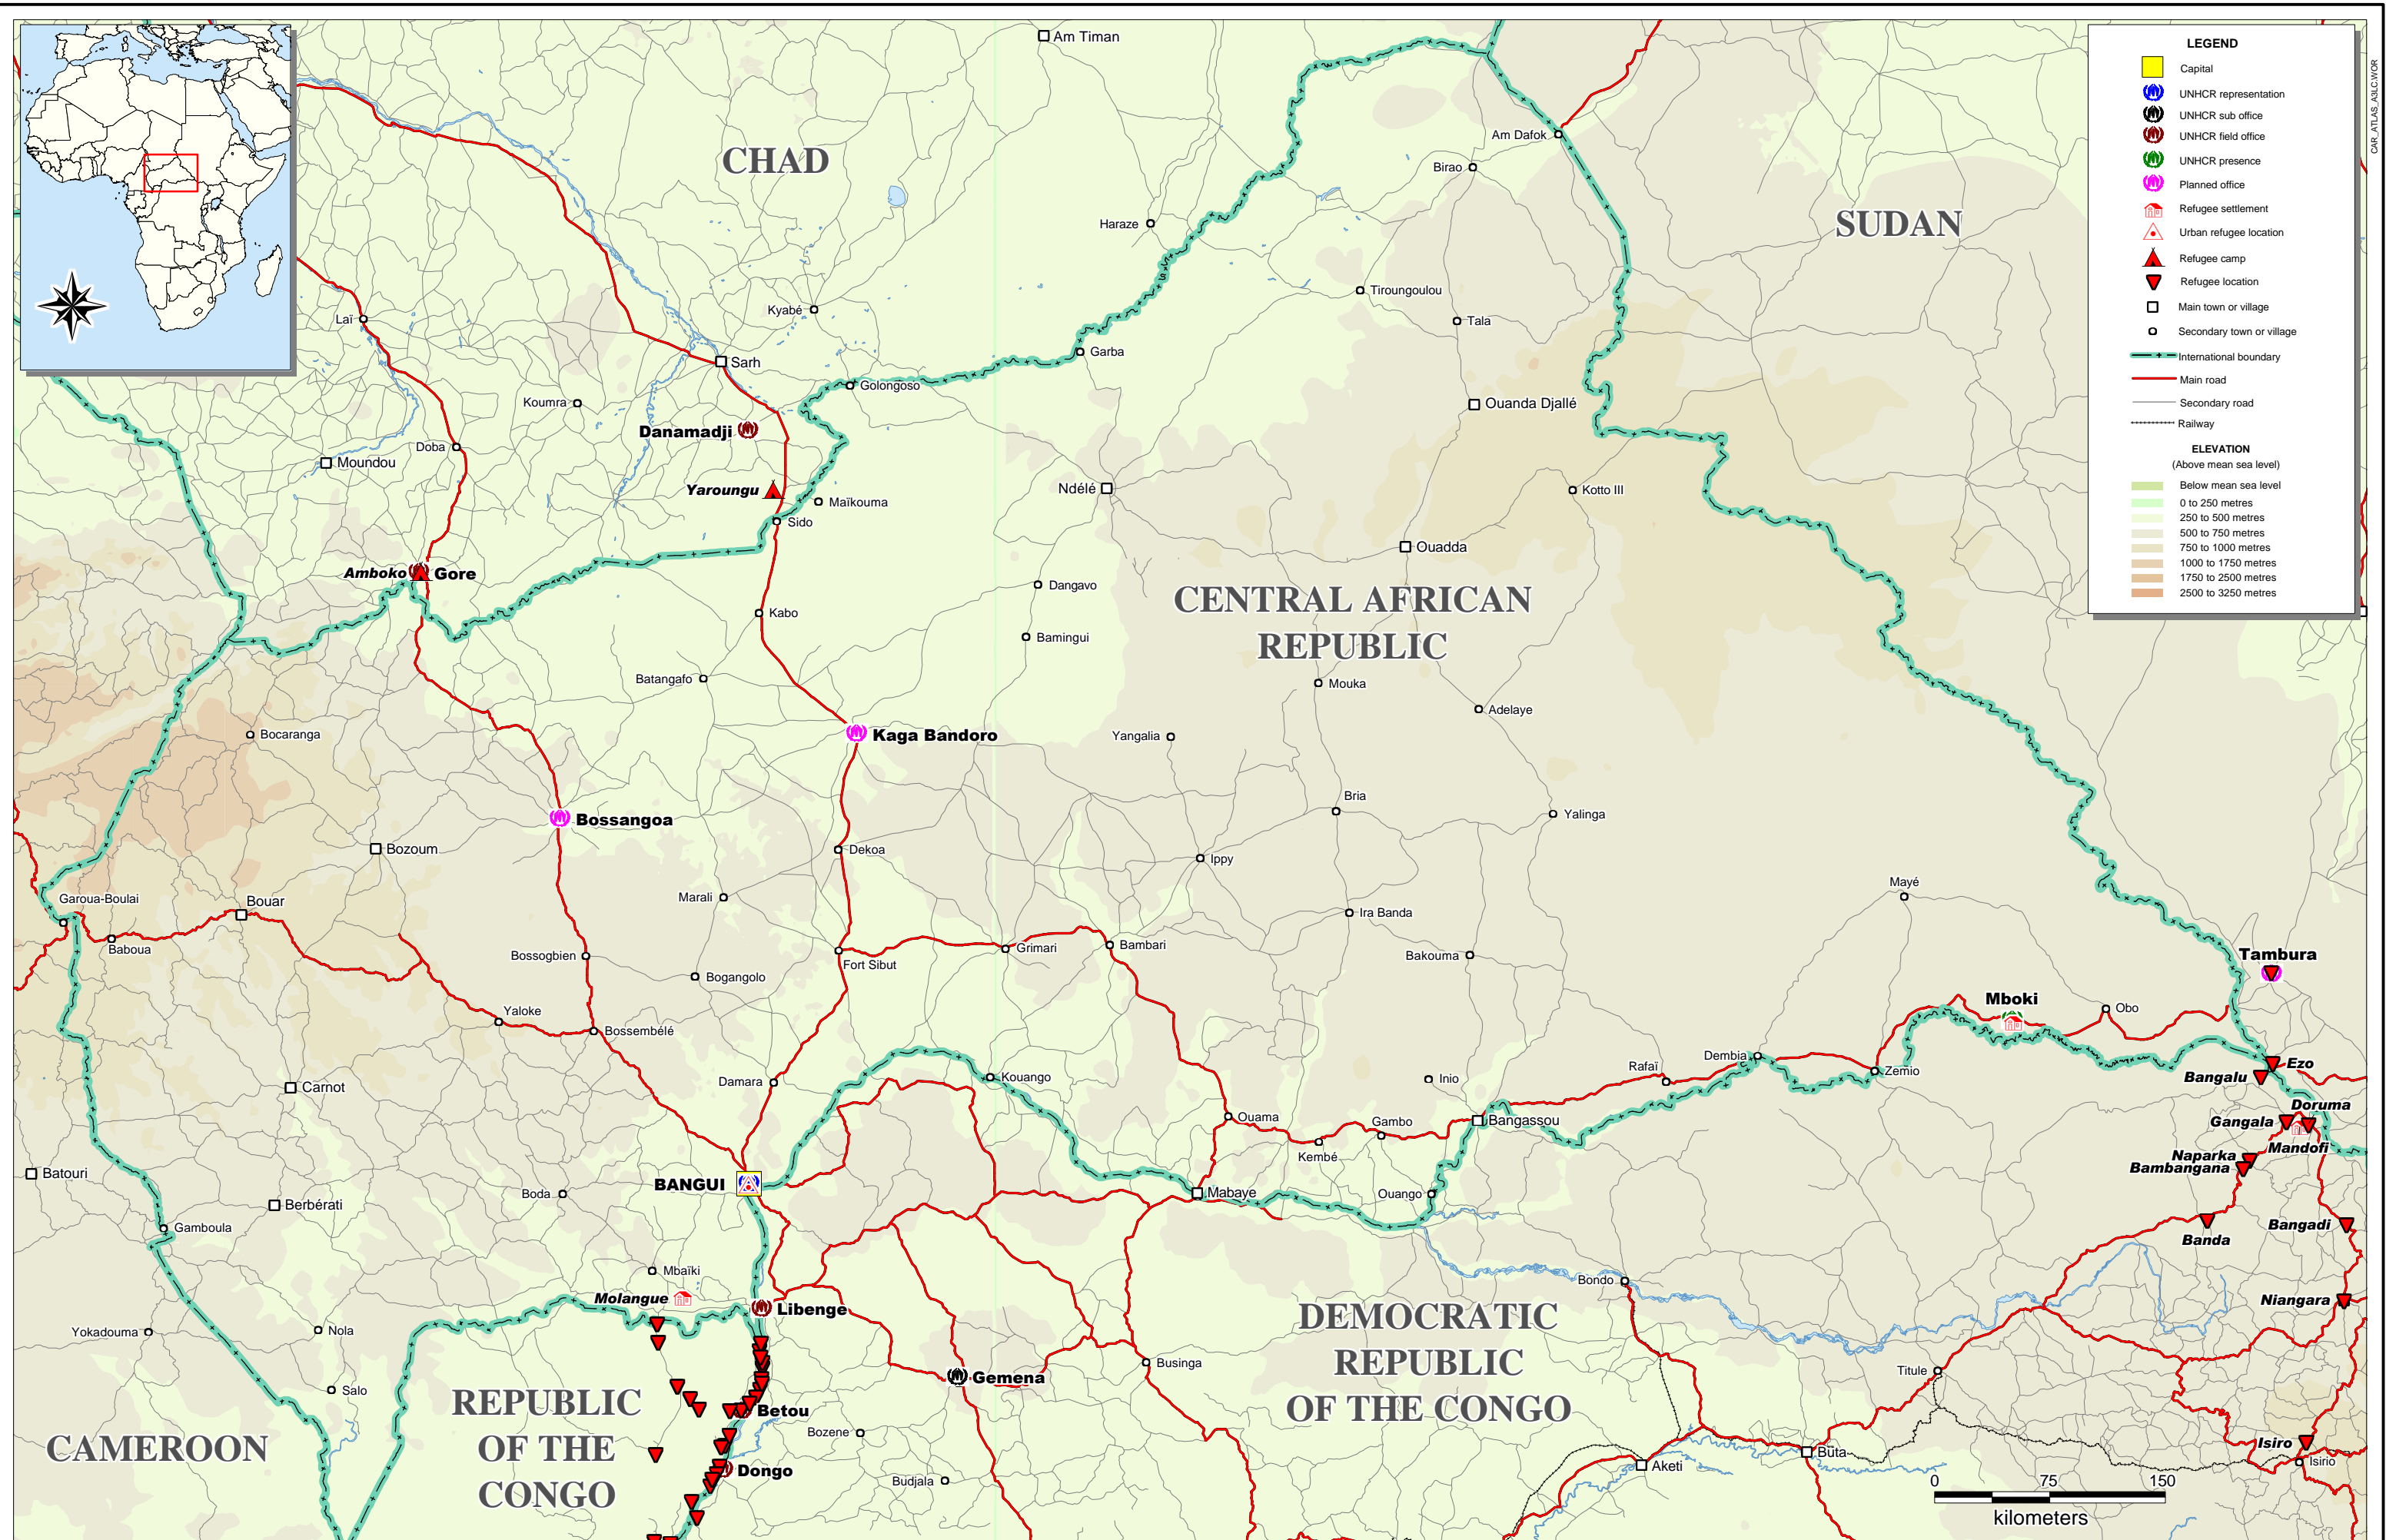 LEGEND
Capital
UNHCR representation
UNHCR sub office
UNHCR field office
UNHCR presence
Planned office
Refugee settlement
Urban refugee location
Refugee camp
Refugee location
Main town or village
Secondary town or village
International boundary
Main road
Secondary road
Railway
ELEVATION
(Above mean sea level)
Below mean sea level
0 to 250 metres
250 to 500 metres
500 to 750 metres
750 to 1000 metres
1000 to 1750 metres
1750 to 2500 metres
2500 to 3250 metres
CAR_ATLAS_A3LC.WOR
Am Timan
CHAD
Am Dafok
Birao
SUDAN
Haraze
Tiroungoulou
Kyabé
Laï
Tala
Garba
Sarh
Golongoso
Koumra
Ouanda Djallé
Danamadji
Doba
Moundou
Yaroungu
Maïkouma
Ndélé
Kotto III
Sido
Ouadda
Amboko
Gore
Dangavo
CENTRAL AFRICAN
REPUBLIC
Kabo
Bamingui
Batangafo
Mouka
Adelaye
Bocaranga
Kaga Bandoro
Yangalia
Bria
Yalinga
Bossangoa
Bozoum
Dekoa
Ippy
Mayé
Marali
Garoua-Boulai
Bouar
Ira Banda
Baboua
Bossogbien
Grimari
Bambari
Bakouma
Tambura
Fort Sibut
Bogangolo
Mboki
Obo
Yaloke
Bossembélé
Dembia
Rafaï
Zemio
Ezo
Bangalu
Damara
Kouango
Inio
Carnot
Doruma
Ouama
Gambo
Bangassou
Gangala
Mandofi
Kembé
Naparka
Bambangana
Batouri
BANGUI
Boda
Mabaye
Ouango
Berbérati
Gamboula
Bangadi
Banda
Mbaïki
Bondo
Molangue
Libenge
Niangara
DEMOCRATIC
REPUBLIC
OF THE CONGO
Yokadouma
Nola
Businga
Titule
Gemena
Salo
REPUBLIC
OF THE
CONGO
Betou
CAMEROON
Bozene
Isiro
Buta
Aketi
Isirio
Dongo
Budjala
0 75 150
kilometers